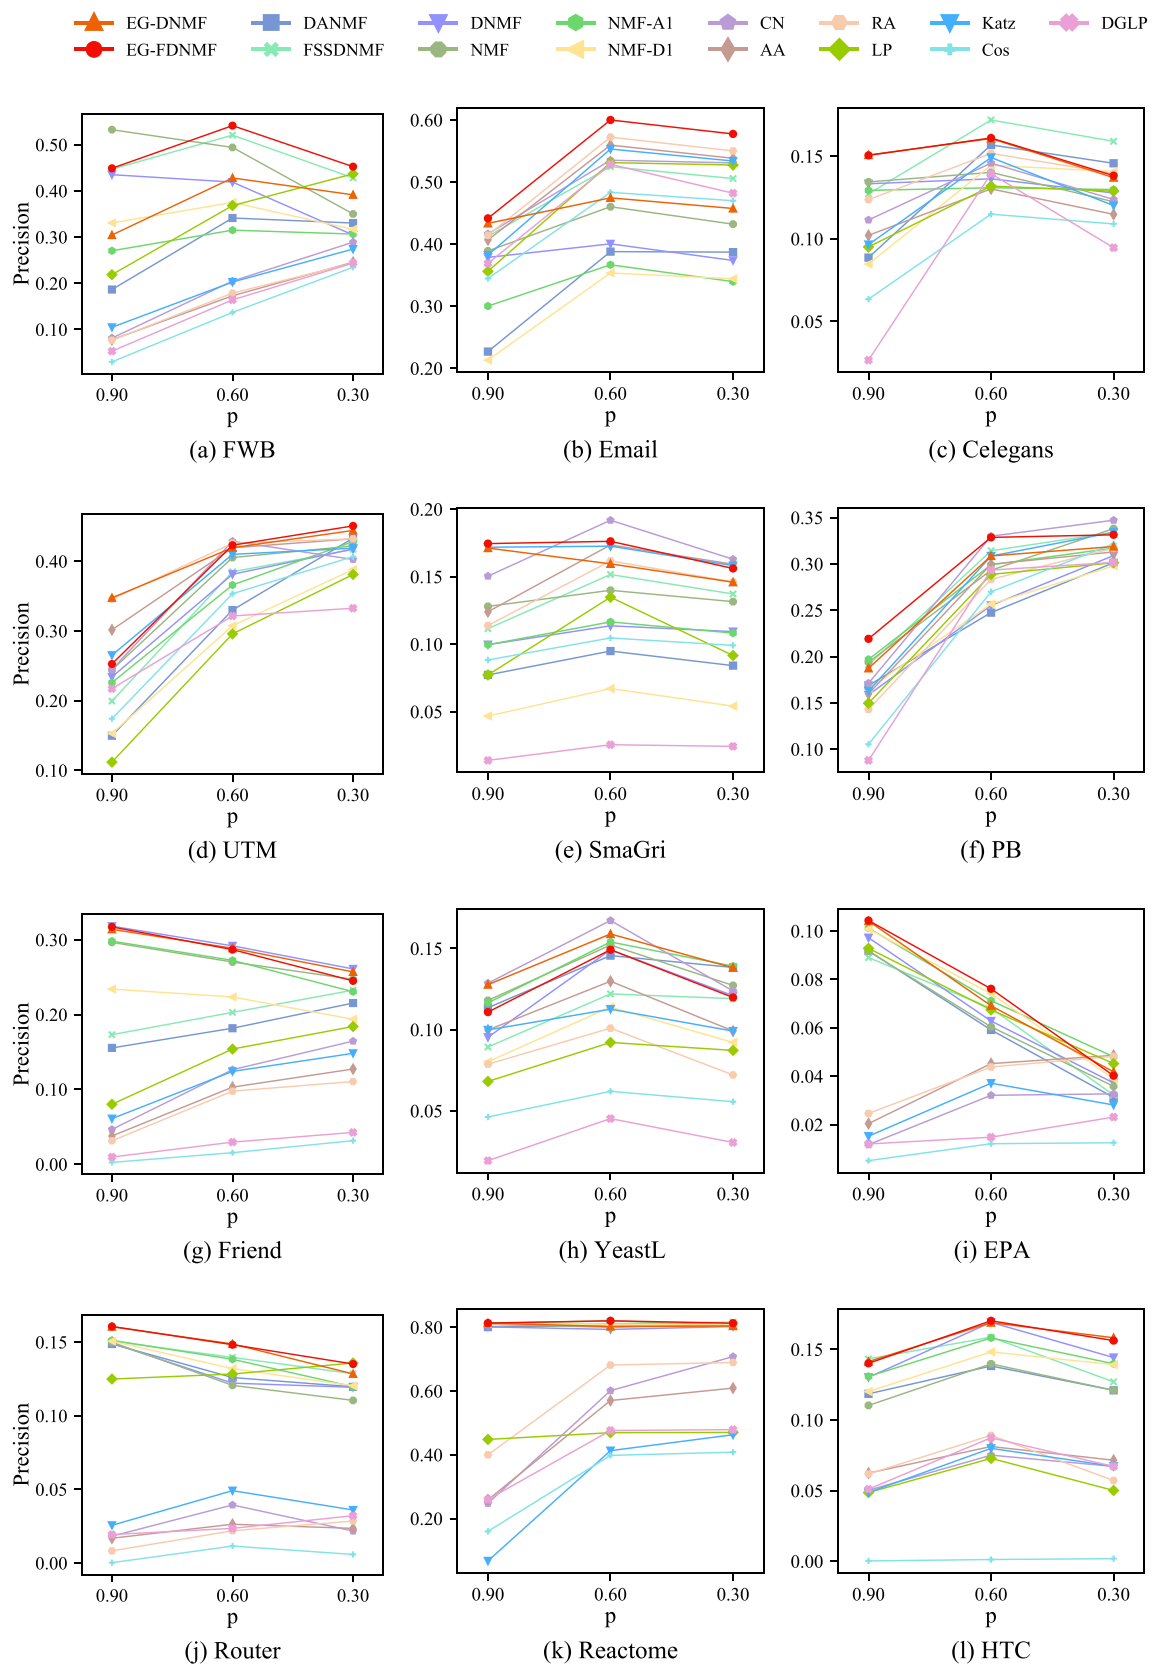 EG-DNMF DANMF DNMF NMF-A1 CN RA Katz DGLP
EG-FDNMF FSSDNMF NMF NMF-D1 AA LP Cos
Precision
0.50
0.40
0.30
0.20
0.10
0.90 0.60 0.30
p
(a) FWB
0.60
0.50
0.40
0.30
0.20
0.90 0.60 0.30
p
(b) Email
0.15
0.10
0.05
0.90 0.60 0.30
p
(c) Celegans
Precision
0.40
0.30
0.20
0.10
0.90 0.60 0.30
p
(d) UTM
0.20
0.15
0.10
0.05
0.90 0.60 0.30
p
(e) SmaGri
0.35
0.30
0.25
0.20
0.15
0.10
0.90 0.60 0.30
p
(f) PB
Precision
0.30
0.20
0.10
0.00
0.90 0.60 0.30
p
(g) Friend
0.15
0.10
0.05
0.90 0.60 0.30
p
(h) YeastL
0.10
0.08
0.06
0.04
0.02
0.90 0.60 0.30
p
(i) EPA
Precision
0.15
0.10
0.05
0.00
0.90 0.60 0.30
p
(j) Router
0.80
0.60
0.40
0.20
0.90 0.60 0.30
p
(k) Reactome
0.15
0.10
0.05
0.00
0.90 0.60 0.30
p
(l) HTC